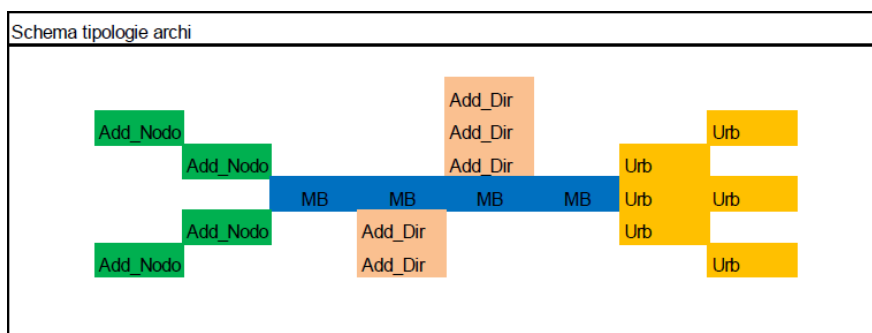 Schema tipologie archi
Add_Dir
Add_Nodo Add_Dir Urb
Add_Nodo Add_Dir Urb
MB MB MB MB Urb Urb
Add_Nodo Add_Dir Urb
Add_Nodo Add_Dir Urb